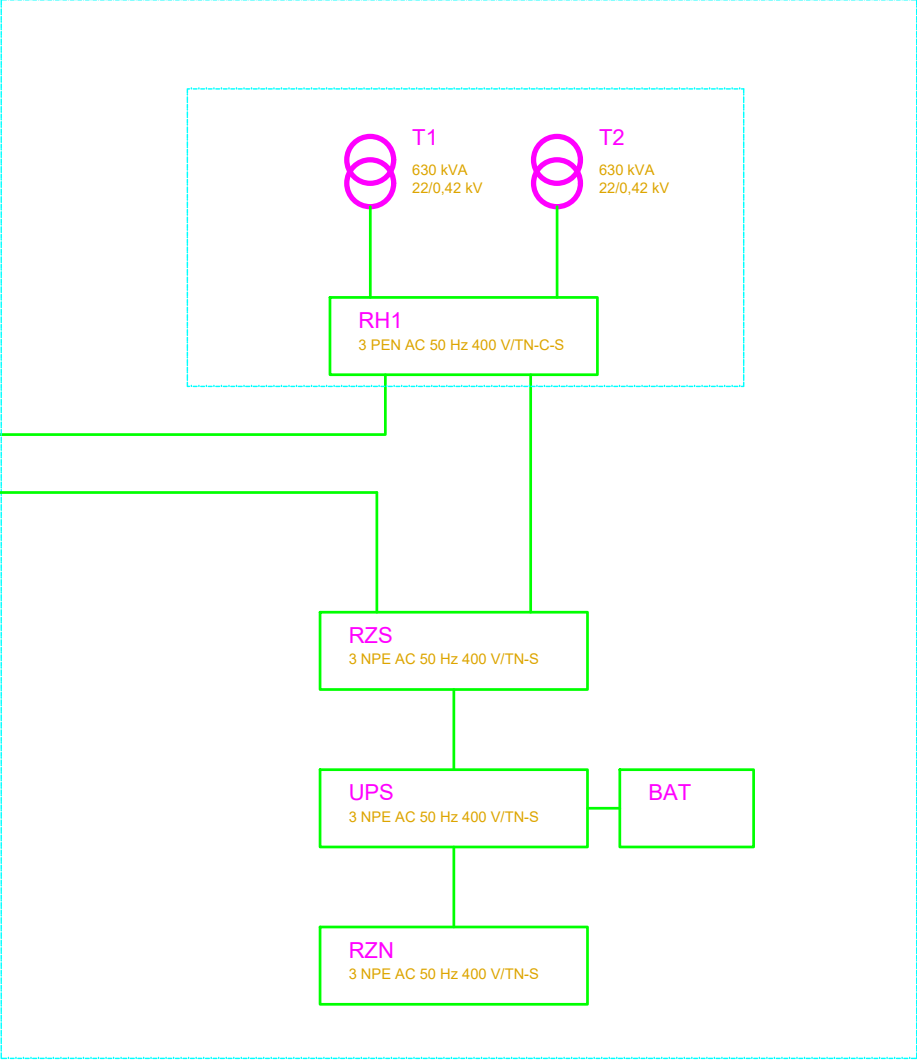 T1
630 kVA
22/0,42 kV
T2
630 kVA
22/0,42 kV
RH1
3 PEN AC 50 Hz 400 V/TN-C-S
RZS
3 NPE AC 50 Hz 400 V/TN-S
UPS
3 NPE AC 50 Hz 400 V/TN-S
BAT
RZN
3 NPE AC 50 Hz 400 V/TN-S